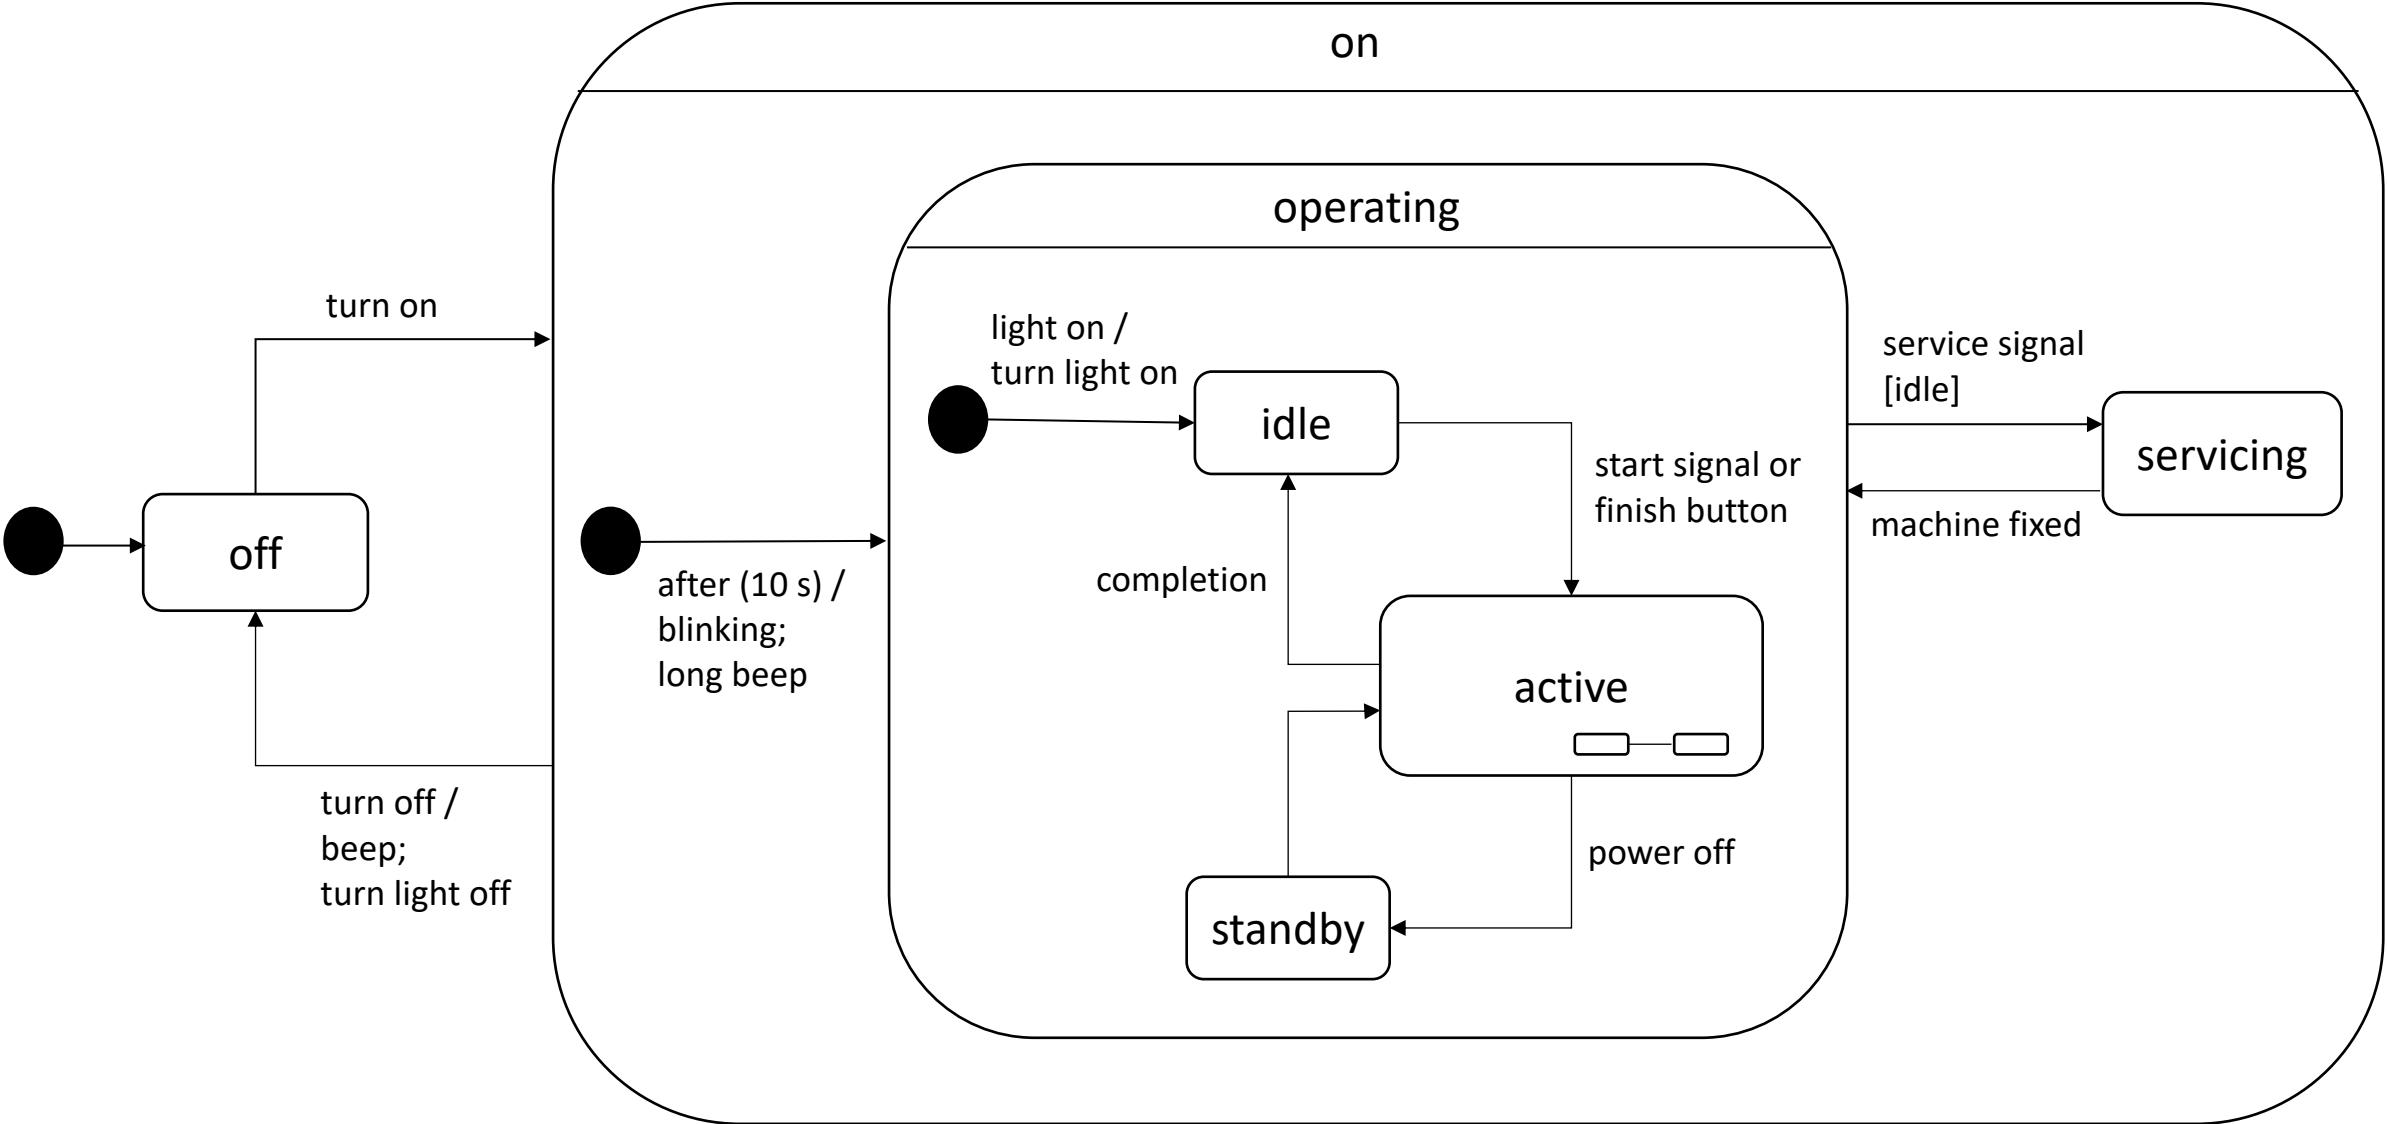 on
operating
turn on
light on /
turn light on
service signal
[idle]
idle
servicing
start signal or
finish button
machine fixed
off
after (10 s) /
blinking;
long beep
completion
active
turn off /
beep;
turn light off
power off
standby